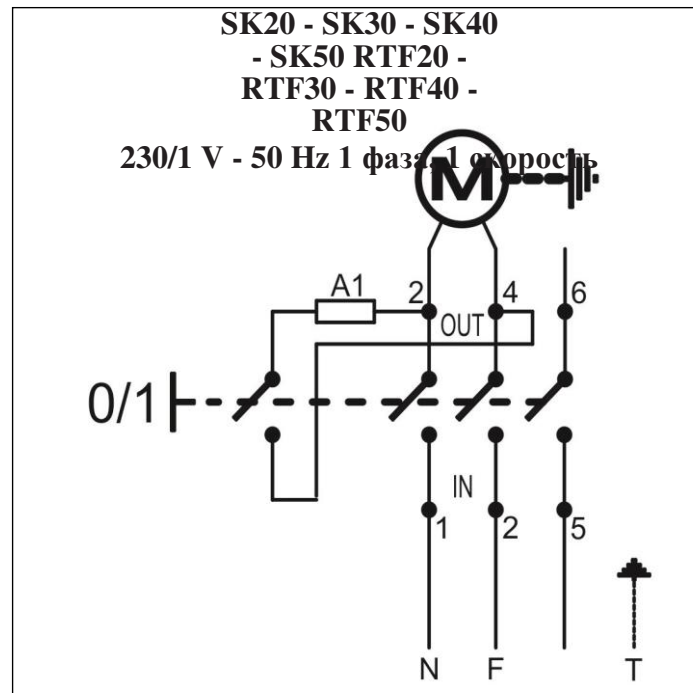 SK20 - SK30 - SK40
- SK50 RTF20 -
RTF30 - RTF40 -
RTF50
230/1 V - 50 Hz 1 фаза, 1 скорость
M
A1
2
4
6
OUT
0/1
IN
1
2
5
N
F
T